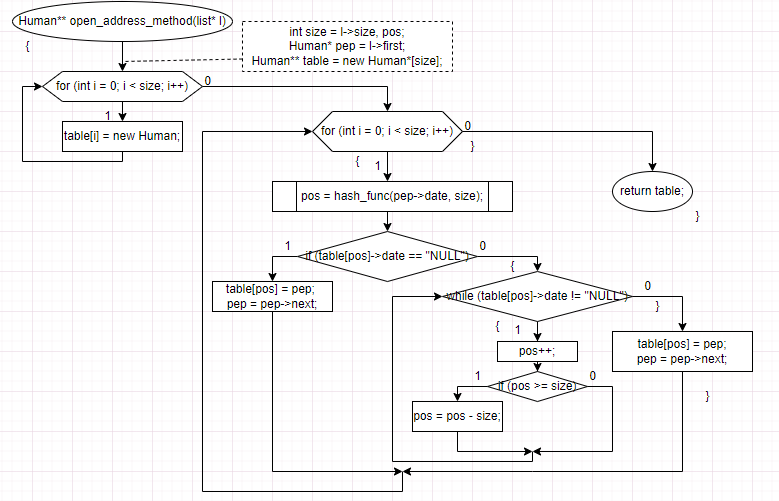 Human** open_address_method(list* l)
{
int size = l->size, pos;
Human* pep = l->first;
Human** table = new Human*[size];
for (int i = 0; i < size; i++)
0
1
table[i] = new Human;
for (int i = 0; i < size; i++)
0
}
{
1
return table;
}
pos = hash_func(pep->date, size);
if (table[pos]->date == "NULL")
1
0
{
table[pos] = pep;
pep = pep->next;
while (table[pos]->date != "NULL")
0
}
{
1
table[pos] = pep;
pep = pep->next;
}
pos++;
if (pos >= size)
1
0
pos = pos - size;